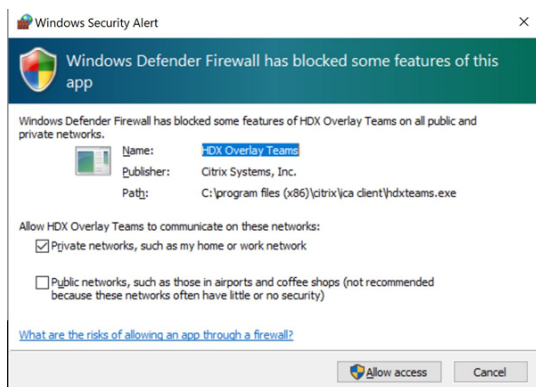 Windows Security Alert
Windows Defender Firewall has blocked some features of this
app
Windows Defender Firewall has blocked some features of HDX Overlay Teams on all public and
private networks.
Name: HDX Overlay Teams
Publisher: Citrix Systems, Inc.
Path: C:\program files (x86)\citrix\ica client\hdxteams.exe
Allow HDX Overlay Teams to communicate on these networks:
Private networks, such as my home or work network
Public networks, such as those in airports and coffee shops (not recommended
because these networks often have little or no security)
What are the risks of allowing an app through a firewall?
Allow access Cancel